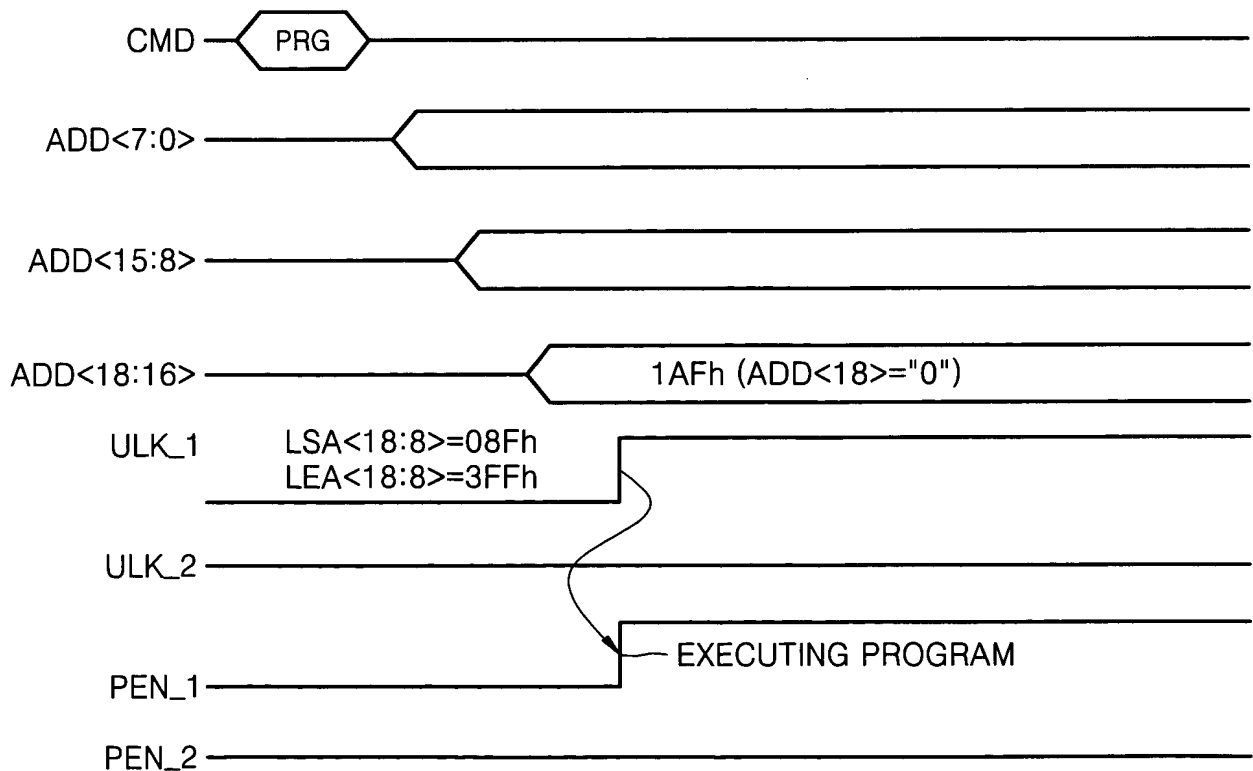 CMD PRG
ADD<7:0>
ADD<15:8>
ADD<18:16> 1AFh (ADD<18>="0")
ULK_1 LSA<18:8>=08Fh
LEA<18:8>=3FFh
ULK_2
EXECUTING PROGRAM
PEN_1
PEN_2